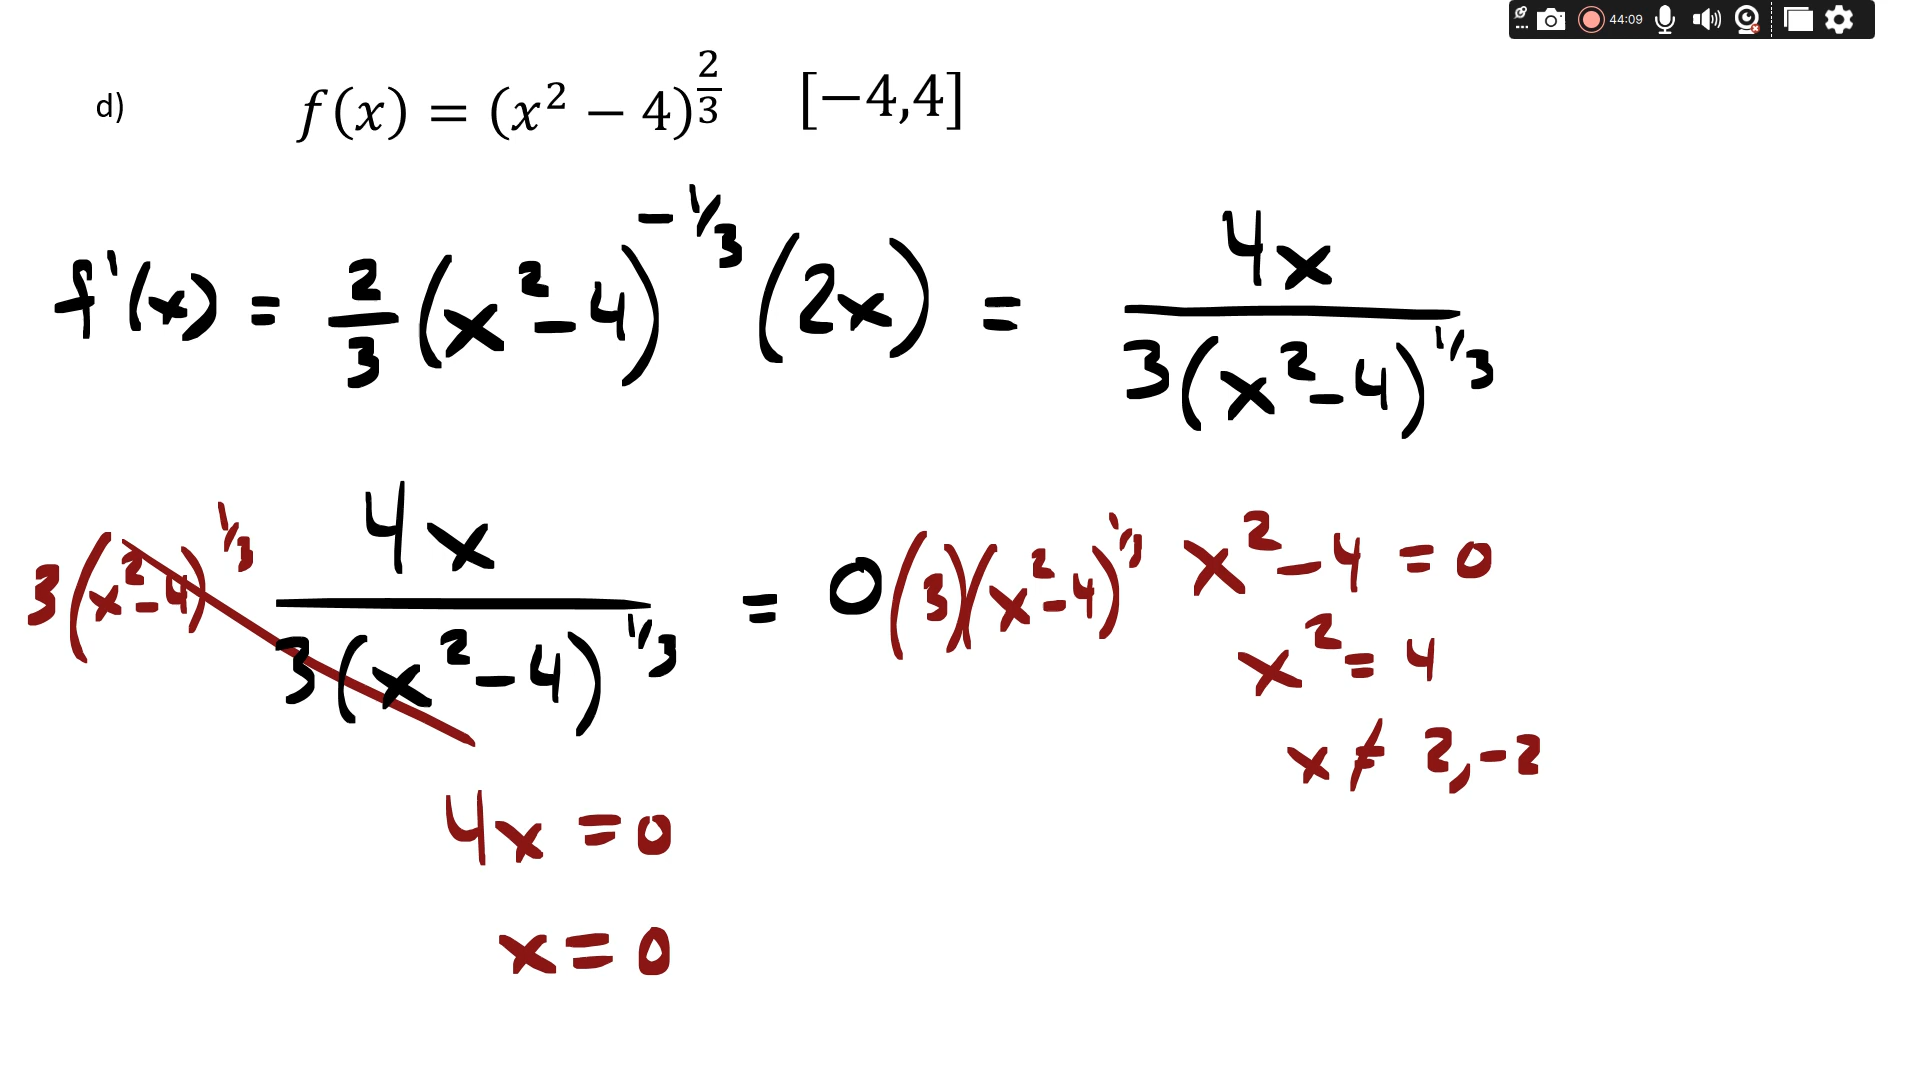 44:09
d) f(x) = (x² − 4)^(2/3) [−4,4]
f'(x) = 2/3 (x² − 4)^(−1/3) (2x) = 4x / 3(x² − 4)^(1/3)
3(x² − 4)^(1/3) 4x / 3(x² − 4)^(1/3) = 0(3)(x² − 4)^(1/3)
x² − 4 = 0
x² = 4
x ≠ 2, −2
4x = 0
x = 0